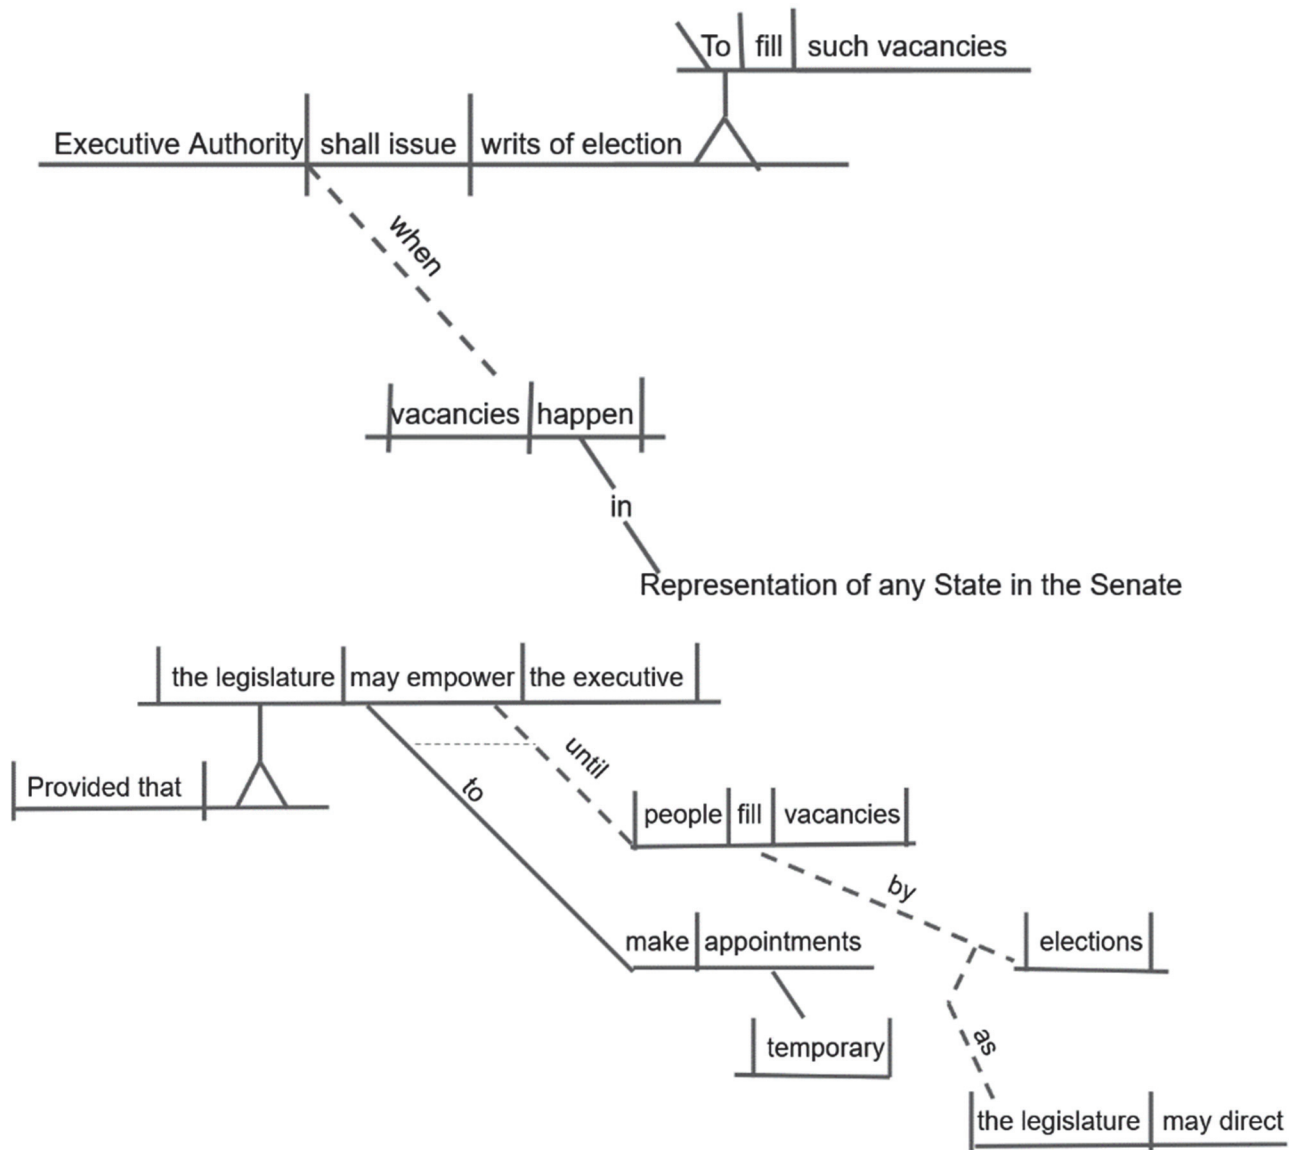 To fill such vacancies
Executive Authority shall issue writs of election
when
vacancies happen
in
Representation of any State in the Senate
the legislature may empower the executive
Provided that
until
to
people fill vacancies
by
make appointments
elections
temporary
as
the legislature may direct